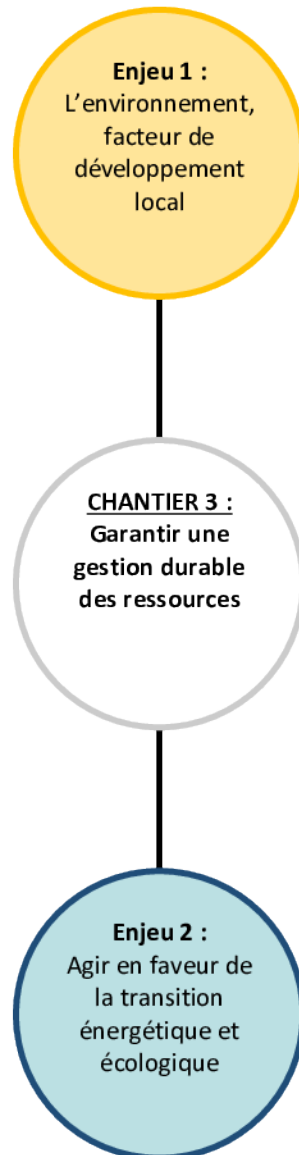 Enjeu 1 :
L’environnement,
facteur de
développement
local
CHANTIER 3 :
Garantir une
gestion durable
des ressources
Enjeu 2 :
Agir en faveur de
la transition
énergétique et
écologique